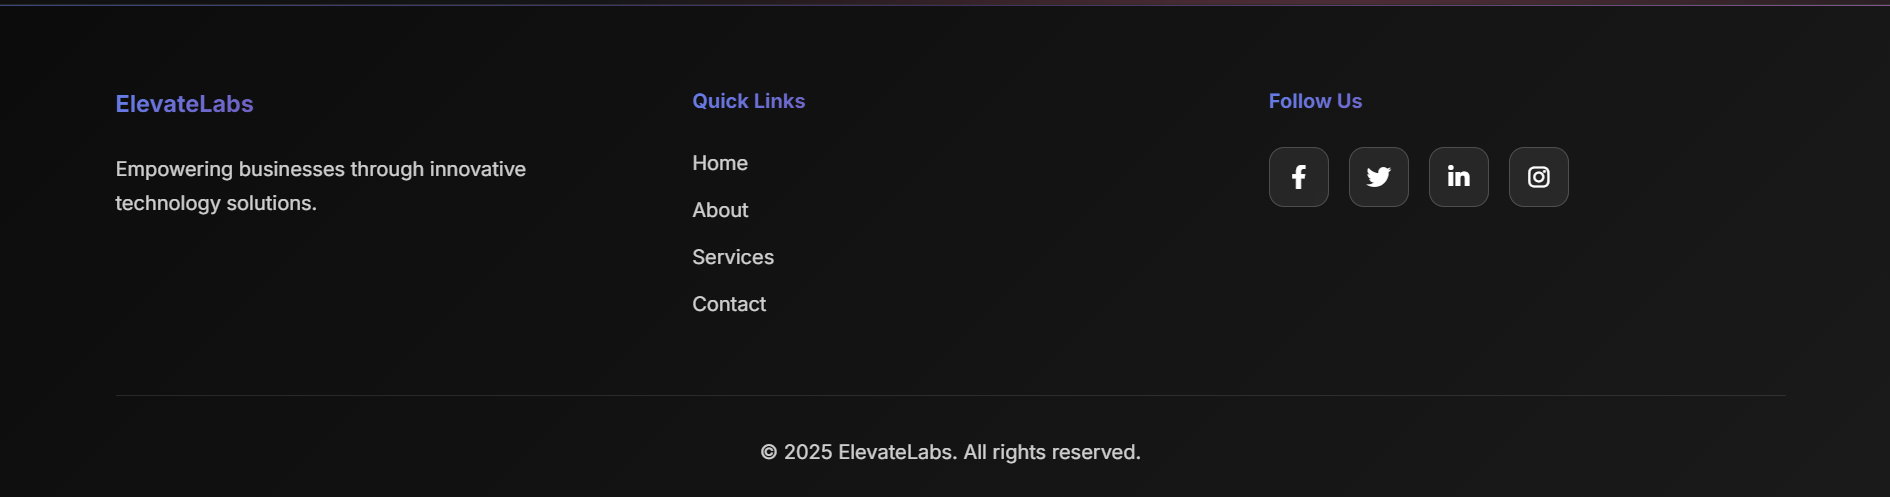 ElevateLabs
Empowering businesses through innovative
technology solutions.
Quick Links
Home
About
Services
Contact
Follow Us
© 2025 ElevateLabs. All rights reserved.